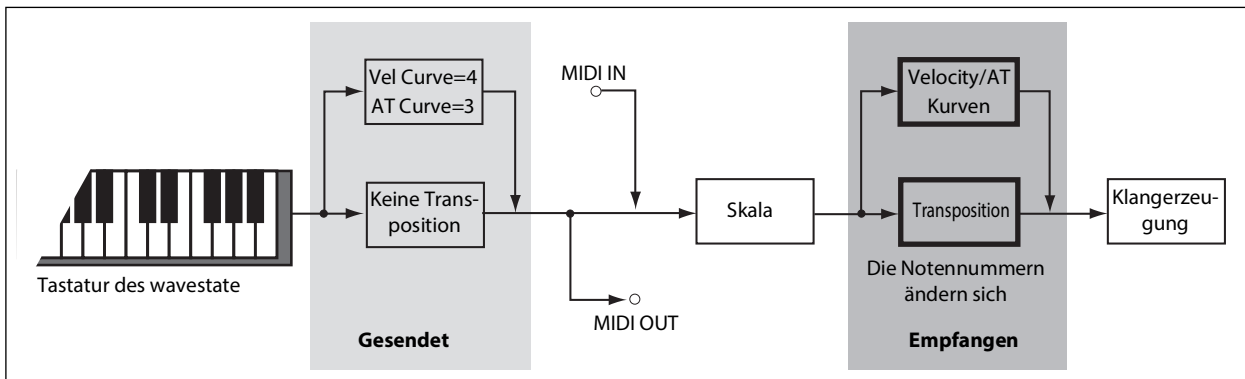 Vel Curve=4
AT Curve=3
MIDI IN
Velocity/AT
Kurven
Keine Trans-
position
Skala
Transposition
Klangerzeu-
gung
Tastatur des wavestate
Die Notennummern
ändern sich
MIDI OUT
Gesendet
Empfangen